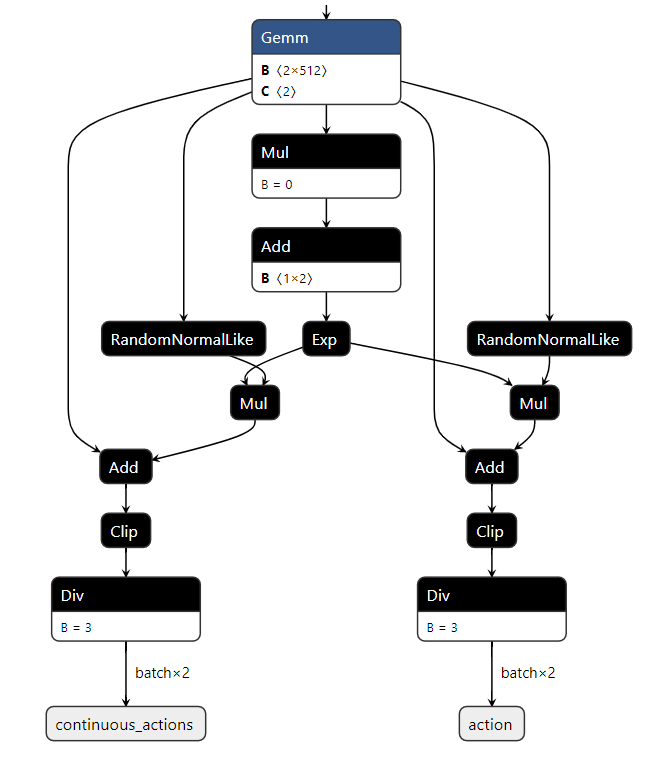 Gemm
B ⟨2×512⟩
C ⟨2⟩
Mul
B = 0
Add
B ⟨1×2⟩
RandomNormalLike
Exp
RandomNormalLike
Mul
Mul
Add
Add
Clip
Clip
Div
Div
B = 3
B = 3
batch×2
batch×2
continuous_actions
action